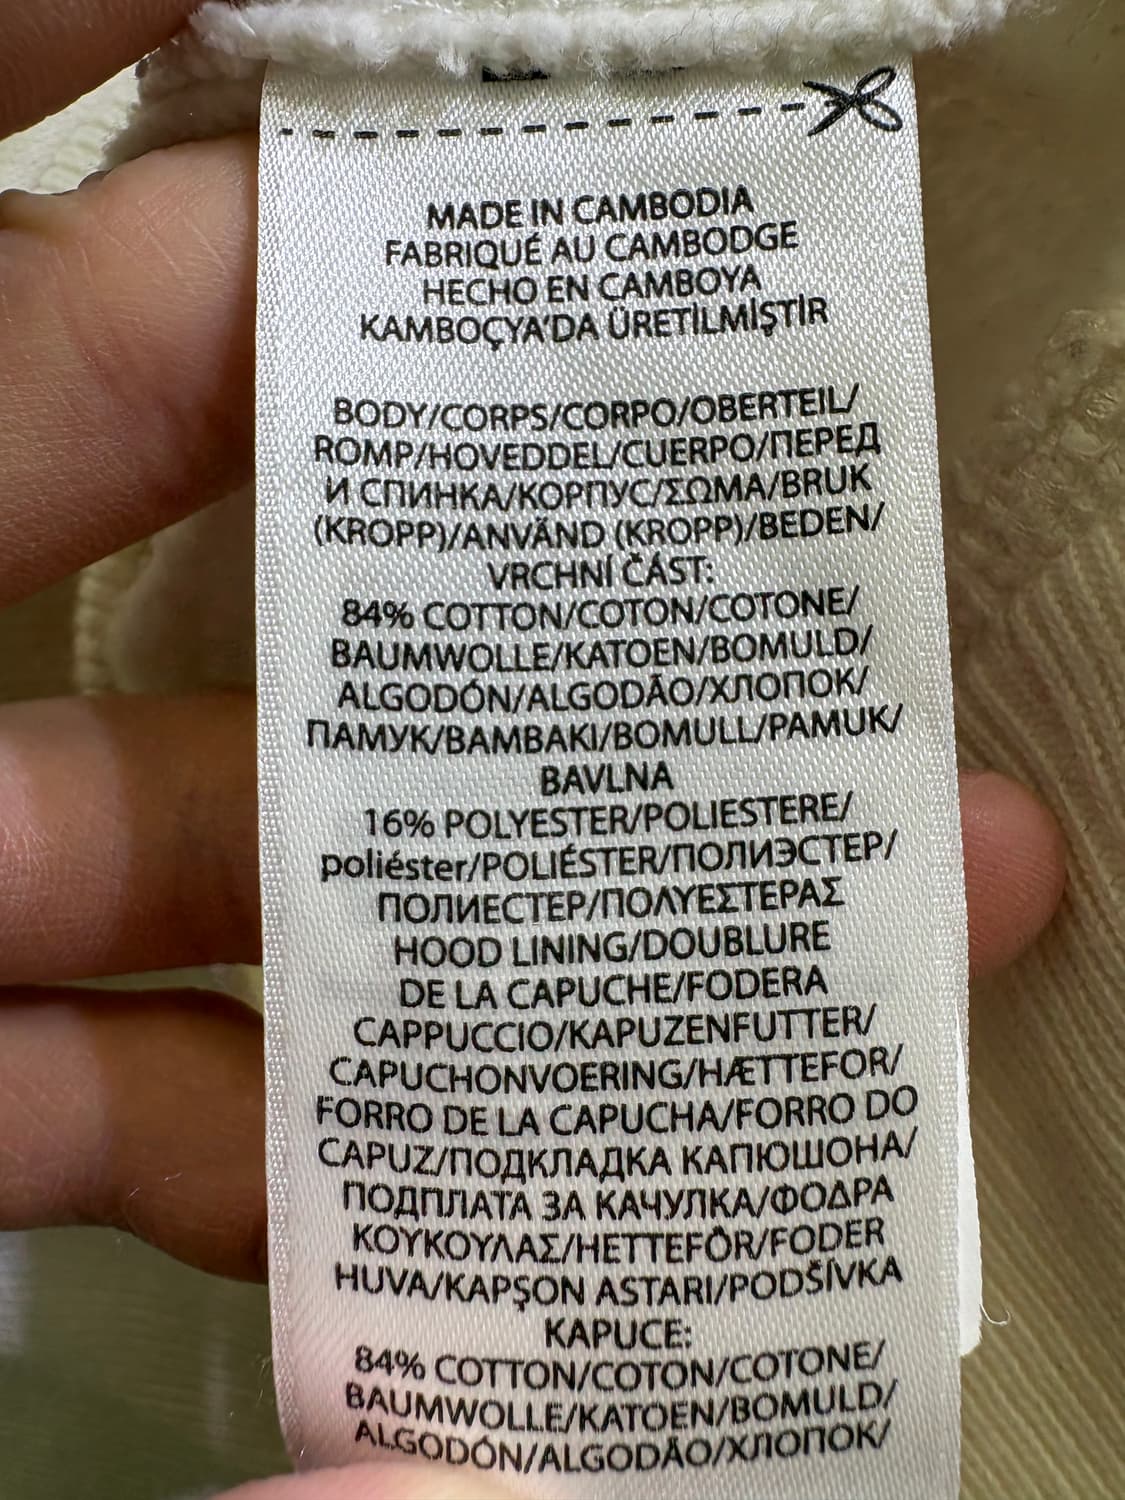 MADE IN CAMBODIA
FABRIQUÉ AU CAMBODGE
HECHO EN CAMBOYA
KAMBOÇYA'DA ÜRETİLMİŞTİR
BODY/CORPS/CORPO/OBERTEIL/
ROMP/HOVEDDEL/CUERPO/ПЕРЕД
И СПИНКА/КОРПУС/ΣΩΜΑ/BRUK
(KROPP)/ANVÄND (KROPP)/BEDEN/
VRCHNÍ ČÁST:
84% COTTON/COTON/COTONE/
BAUMWOLLE/KATOEN/BOMULD/
ALGODÓN/ALGODÃO/ХЛОПОК/
ПАМУК/BAMBAKI/BOMULL/PAMUK/
BAVLNA
16% POLYESTER/POLIESTERE/
poliéster/POLIÉSTER/ПОЛИЭСТЕР/
ПОЛИЕСТЕР/ΠΟΛΥΕΣΤΕΡΑΣ
HOOD LINING/DOUBLURE
DE LA CAPUCHE/FODERA
CAPPUCCIO/KAPUZENFUTTER/
CAPUCHONVOERING/HÆTTEFOR/
FORRO DE LA CAPUCHA/FORRO DO
CAPUZ/ПОДКЛАДКА КАПЮШОНА/
ПОДПЛАТА ЗА КАЧУЛКА/ΦΟΔΡΑ
ΚΟΥΚΟΥΛΑΣ/HETTEFÔR/FODER
HUVA/KAPŞON ASTARI/PODŠÍVKA
KAPUCE:
84% COTTON/COTON/COTONE/
BAUMWOLLE/KATOEN/BOMULD/
ALGODÓN/ALGODÃO/ХЛОПОК/